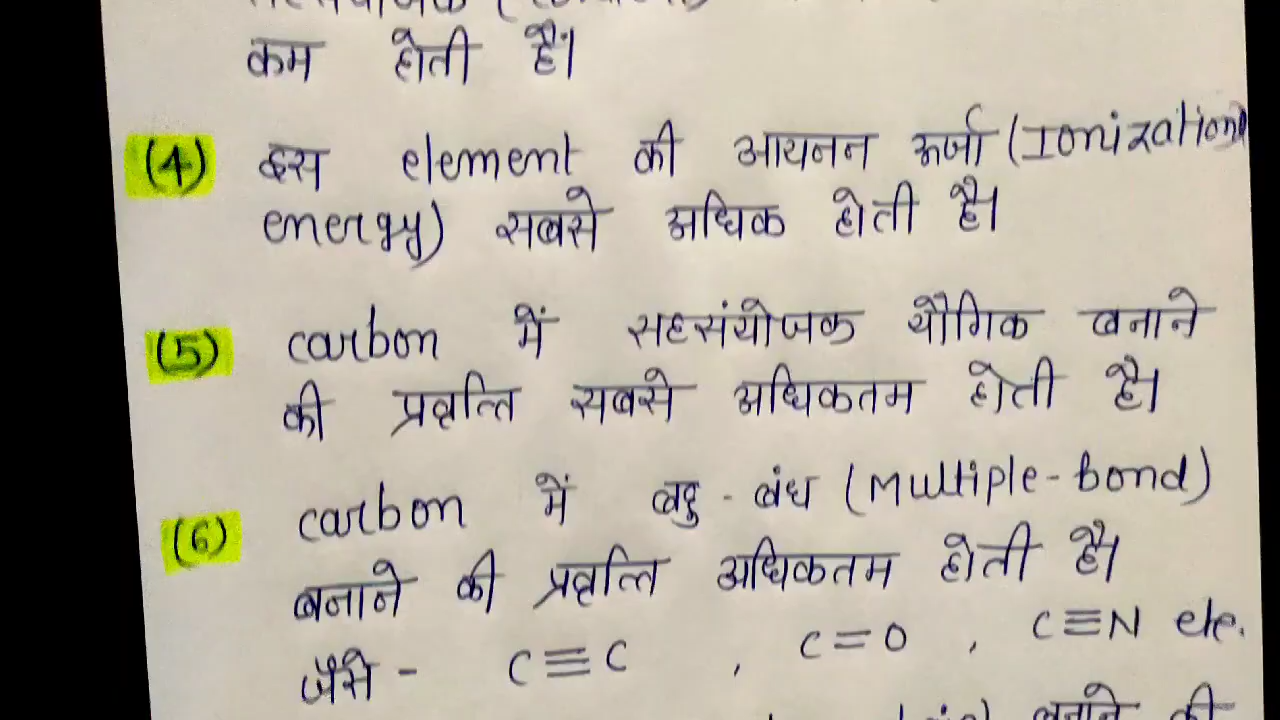 कम होती है।
(4) इस element की आयनन ऊर्जा (Ionization
energy) सबसे अधिक होती है।
(5) carbon में सहसंयोजक यौगिक बनाने
की प्रवृत्ति सबसे अधिकतम होती है।
(6) carbon में बहु - बंध (Multiple-bond)
बनाने की प्रवृत्ति अधिकतम होती है।
जैसे - C≡C , C=O , C≡N etc.
बनाने की